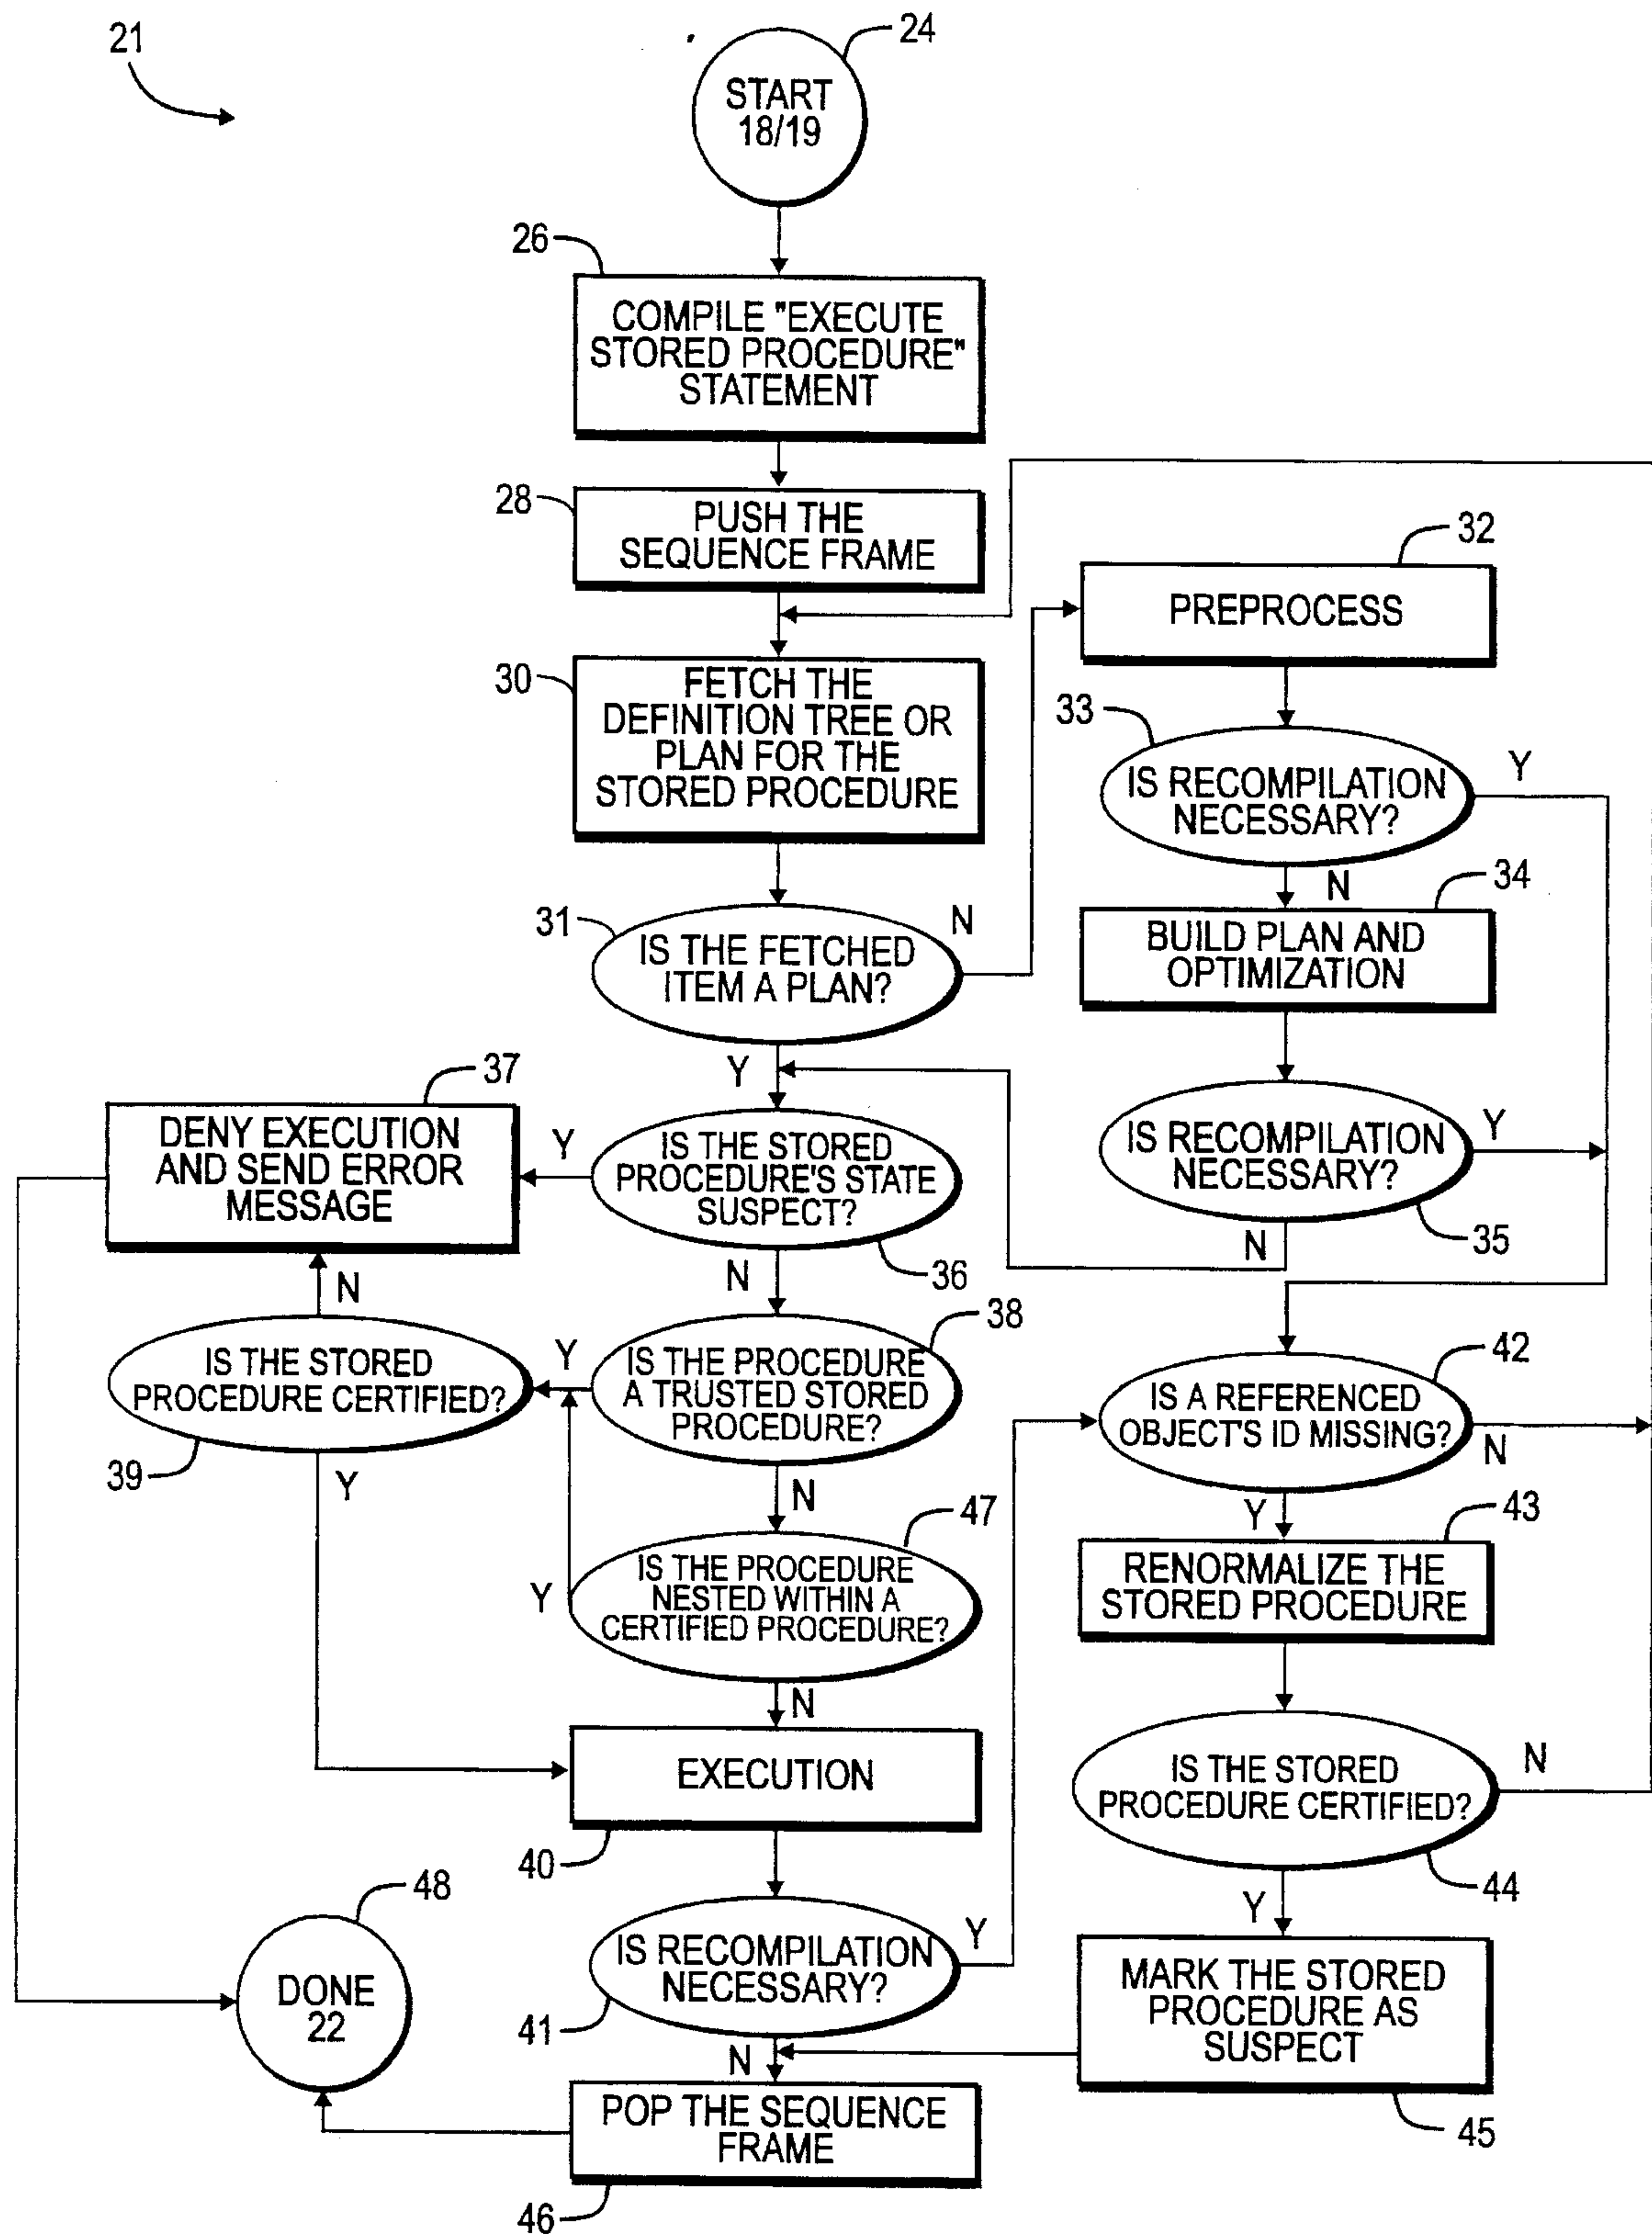 21
24
START
18/19
26
COMPILE "EXECUTE
STORED PROCEDURE"
STATEMENT
28
PUSH THE
SEQUENCE FRAME
32
PREPROCESS
30
FETCH THE
DEFINITION TREE OR
PLAN FOR THE
STORED PROCEDURE
33
IS RECOMPILATION
NECESSARY?
Y
N
34
BUILD PLAN AND
OPTIMIZATION
31
IS THE FETCHED
ITEM A PLAN?
N
Y
37
DENY EXECUTION
AND SEND ERROR
MESSAGE
Y
IS THE STORED
PROCEDURE'S STATE
SUSPECT?
36
N
IS RECOMPILATION
NECESSARY?
Y
35
N
N
IS THE STORED
PROCEDURE CERTIFIED?
39
Y
Y
38
IS THE PROCEDURE
A TRUSTED STORED
PROCEDURE?
N
42
IS A REFERENCED
OBJECT'S ID MISSING?
N
Y
47
IS THE PROCEDURE
NESTED WITHIN A
CERTIFIED PROCEDURE?
Y
N
43
RENORMALIZE THE
STORED PROCEDURE
EXECUTION
40
IS THE STORED
PROCEDURE CERTIFIED?
N
44
Y
48
DONE
22
IS RECOMPILATION
NECESSARY?
Y
41
N
MARK THE STORED
PROCEDURE AS
SUSPECT
45
POP THE SEQUENCE
FRAME
46